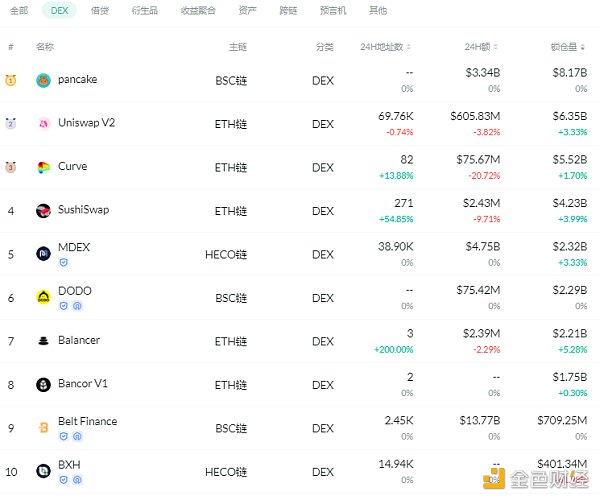 全部 DEX 借贷 衍生品 收益聚合 资产 跨链 预言机 其他
# 名称 主链 分类 24H地址数 24H额 锁仓量
1 pancake BSC链 DEX -- $3.34B $8.17B
0% 0% 0%
2 Uniswap V2 ETH链 DEX 69.76K $605.83M $6.35B
-0.74% -3.82% +3.33%
3 Curve ETH链 DEX 82 $75.67M $5.52B
+13.88% -20.72% +1.70%
4 SushiSwap ETH链 DEX 271 $2.43M $4.23B
+54.85% -9.71% +3.99%
5 MDEX HECO链 DEX 38.90K $4.75B $2.32B
0% 0% +3.33%
6 DODO BSC链 DEX -- $75.42M $2.29B
DODO 0% 0% 0%
7 Balancer ETH链 DEX 3 $2.39M $2.21B
+200.00% -2.29% +5.28%
8 Bancor V1 ETH链 DEX 2 -- $1.75B
0% 0% +0.30%
9 Belt Finance BSC链 DEX 2.45K $13.77B $709.25M
0% 0% 0%
10 BXH HECO链 DEX 14.94K -- $401.34M
0% 0%
金色财经